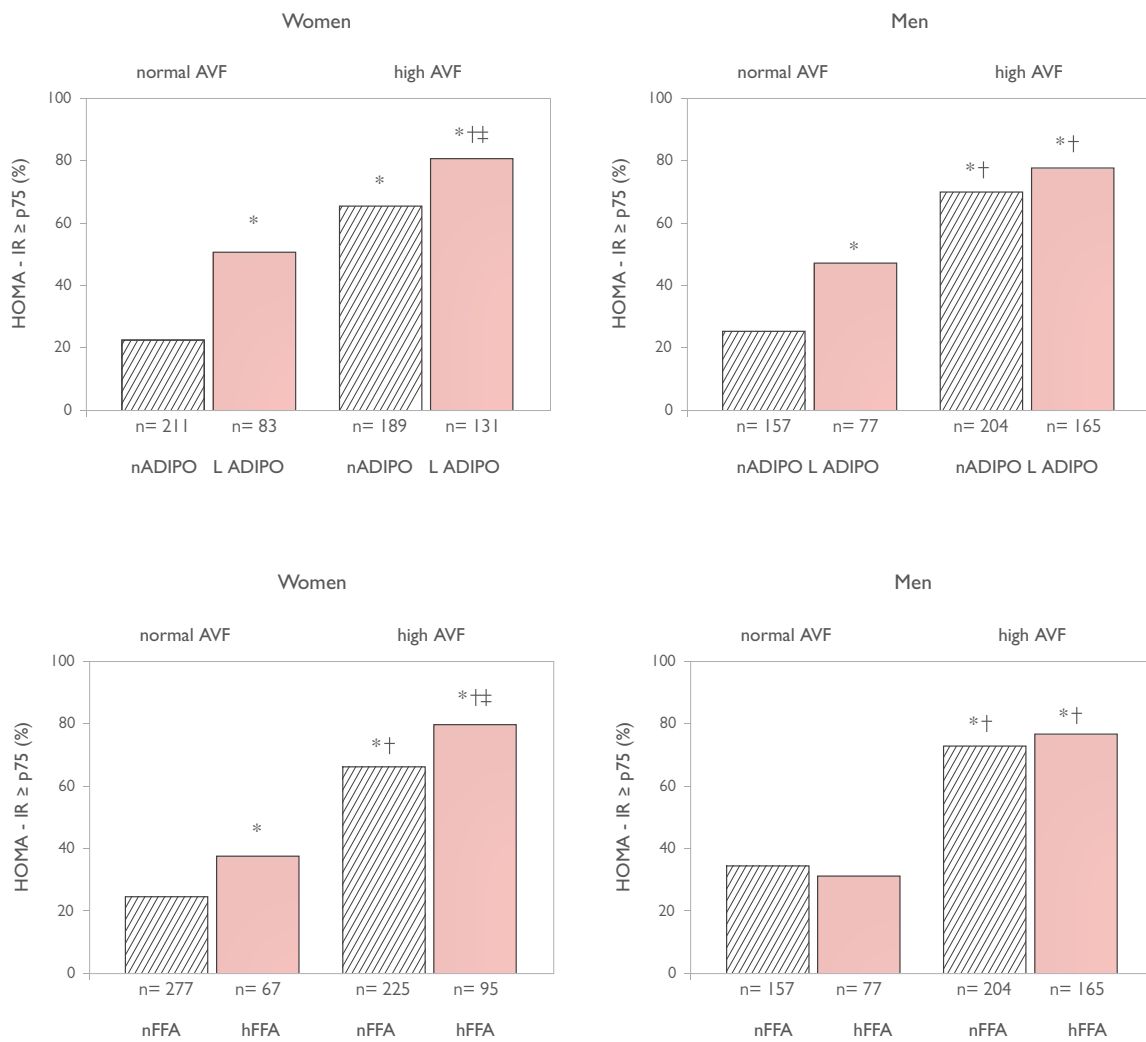 Women
Men
normal AVF high AVF
normal AVF high AVF
HOMA - IR ≥ p75 (%)
100
80
60
40
20
0
* * *†‡
n= 211 n= 83 n= 189 n= 131
nADIPO L ADIPO nADIPO L ADIPO
HOMA - IR ≥ p75 (%)
100
80
60
40
20
0
* *† *†
n= 157 n= 77 n= 204 n= 165
nADIPO L ADIPO nADIPO L ADIPO
Women
Men
normal AVF high AVF
normal AVF high AVF
HOMA - IR ≥ p75 (%)
100
80
60
40
20
0
* *† *†‡
n= 277 n= 67 n= 225 n= 95
nFFA hFFA nFFA hFFA
HOMA - IR ≥ p75 (%)
100
80
60
40
20
0
*† *†
n= 157 n= 77 n= 204 n= 165
nFFA hFFA nFFA hFFA